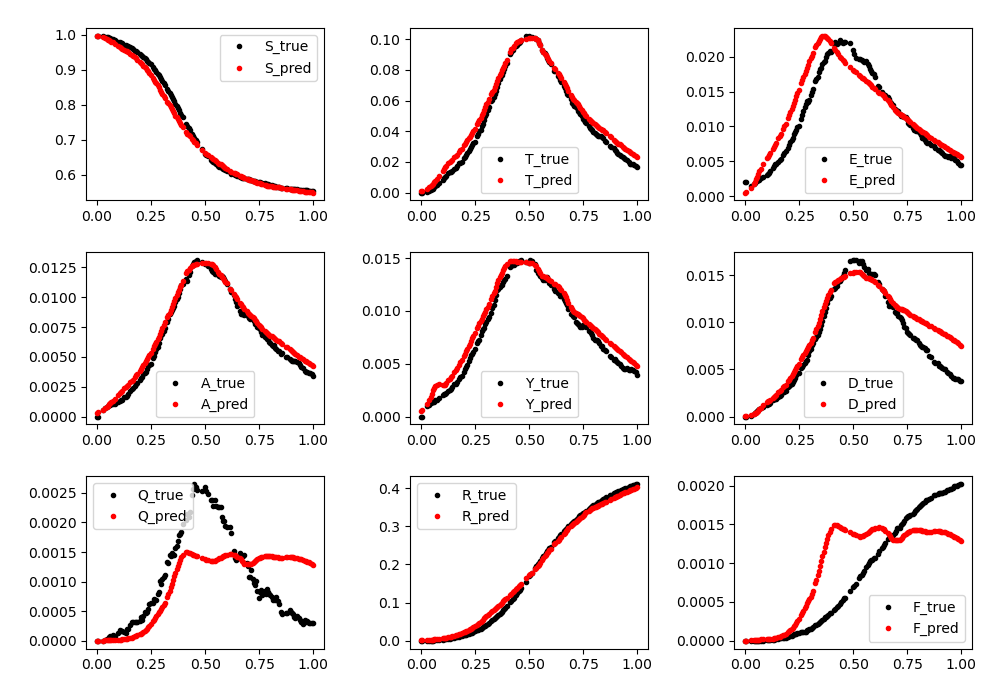 1.0
0.9
0.8
0.7
0.6
S_true
S_pred
0.00 0.25 0.50 0.75 1.00
0.10
0.08
0.06
0.04
0.02
0.00
T_true
T_pred
0.00 0.25 0.50 0.75 1.00
0.020
0.015
0.010
0.005
0.000
E_true
E_pred
0.00 0.25 0.50 0.75 1.00
0.0125
0.0100
0.0075
0.0050
0.0025
0.0000
A_true
A_pred
0.00 0.25 0.50 0.75 1.00
0.015
0.010
0.005
0.000
Y_true
Y_pred
0.00 0.25 0.50 0.75 1.00
0.015
0.010
0.005
0.000
D_true
D_pred
0.00 0.25 0.50 0.75 1.00
0.0025
0.0020
0.0015
0.0010
0.0005
0.0000
Q_true
Q_pred
0.00 0.25 0.50 0.75 1.00
0.4
0.3
0.2
0.1
0.0
R_true
R_pred
0.00 0.25 0.50 0.75 1.00
0.0020
0.0015
0.0010
0.0005
0.0000
F_true
F_pred
0.00 0.25 0.50 0.75 1.00